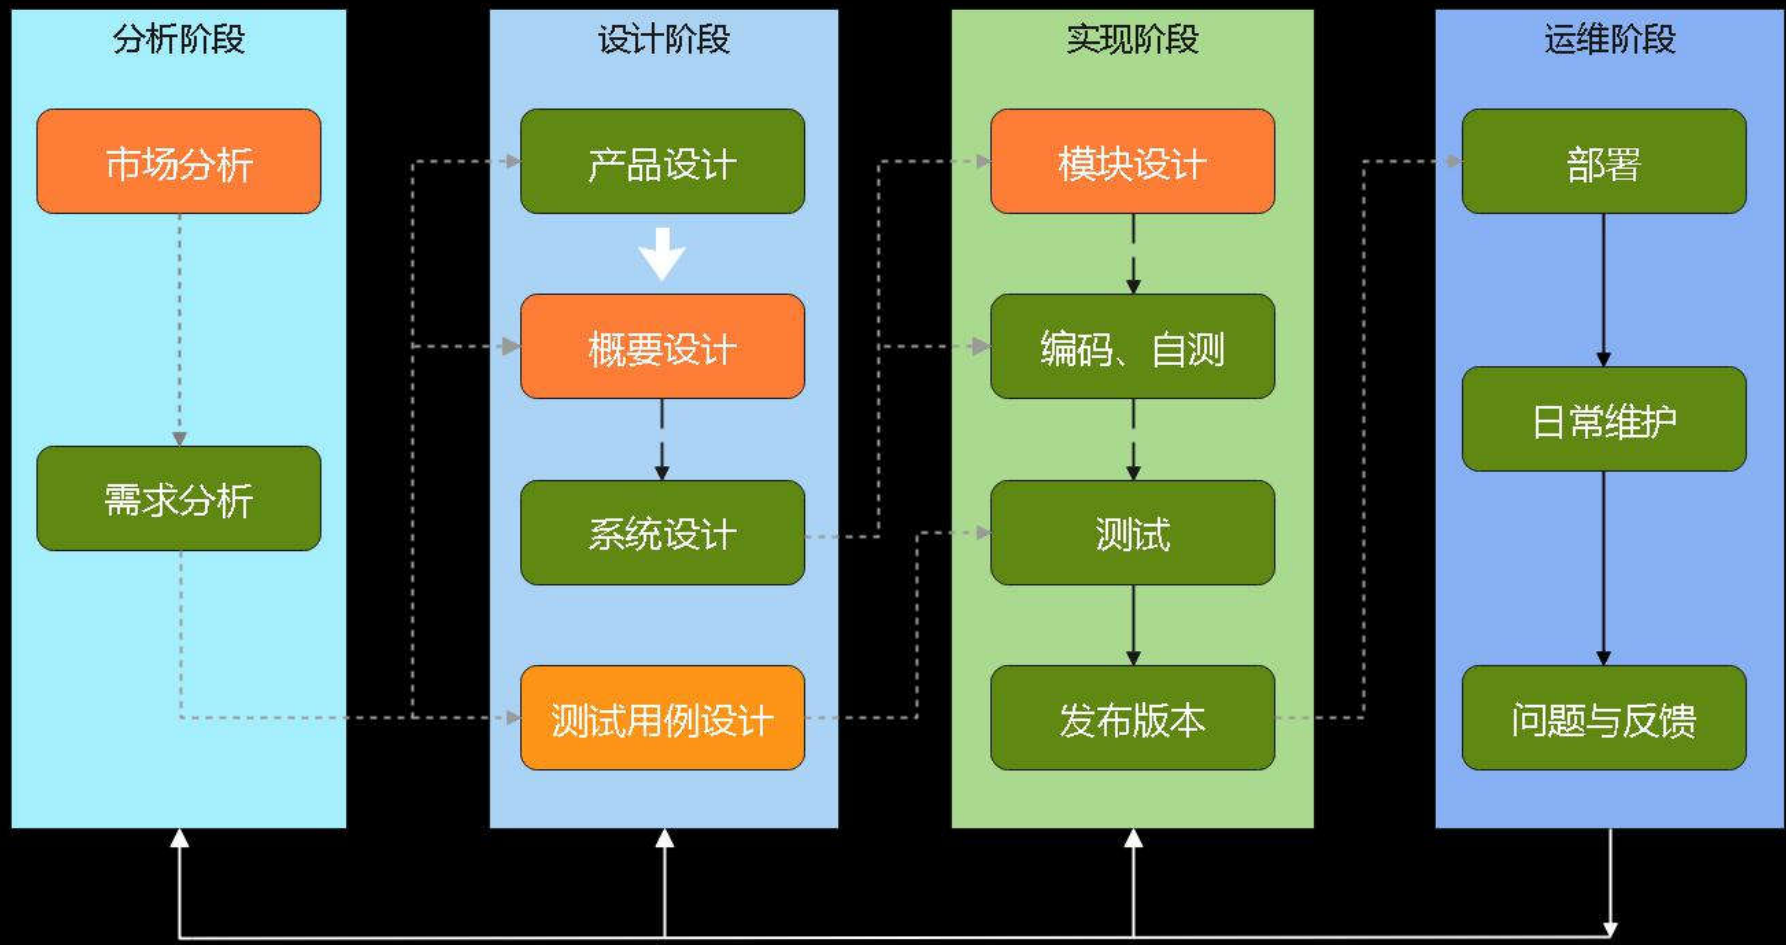 分析阶段
市场分析
需求分析
设计阶段
产品设计
概要设计
系统设计
测试用例设计
实现阶段
模块设计
编码、自测
测试
发布版本
运维阶段
部署
日常维护
问题与反馈